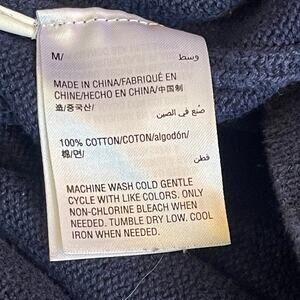 M/ وسط
MADE IN CHINA/FABRIQUÉ EN
CHINE/HECHO EN CHINA/中国制
造/중국산/
صنع في الصين
100% COTTON/COTON/algodón/
棉/면/
قطن
MACHINE WASH COLD GENTLE
CYCLE WITH LIKE COLORS. ONLY
NON-CHLORINE BLEACH WHEN
NEEDED. TUMBLE DRY LOW. COOL
IRON WHEN NEEDED.